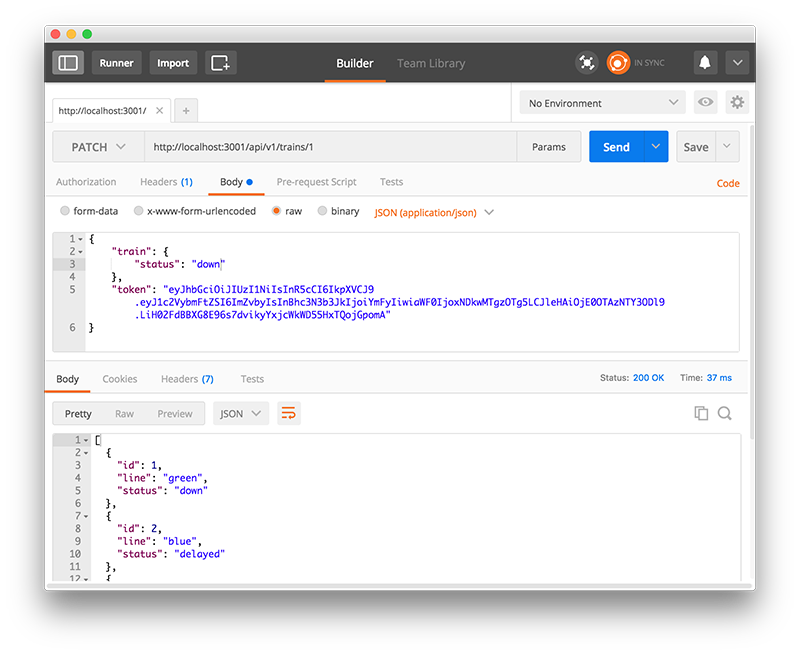 Runner Import Builder Team Library IN SYNC
http://localhost:3001/ No Environment
PATCH http://localhost:3001/api/v1/trains/1 Params Send Save
Authorization Headers (1) Body Pre-request Script Tests Code
form-data x-www-form-urlencoded raw binary JSON (application/json)
1 {
2 "train": {
3 "status": "down"
4 },
5 "token": "eyJhbGciOiJIUzI1NiIsInR5cCI6IkpXVCJ9
.eyJ1c2VybmFtZSI6ImZvbyIsInBhc3N3b3JkIjoiYmFyIiwiaWF0IjoxNDkwMTgzOTg5LCJleHAiOjE0OTAzNTY3ODl9
.LiH02FdBBXG8E96s7dvikyYxjcWkWD55HxTQojGpomA"
6 }
Body Cookies Headers (7) Tests Status: 200 OK Time: 37 ms
Pretty Raw Preview JSON
1 [
2 {
3 "id": 1,
4 "line": "green",
5 "status": "down"
6 },
7 {
8 "id": 2,
9 "line": "blue",
10 "status": "delayed"
11 },
12 {